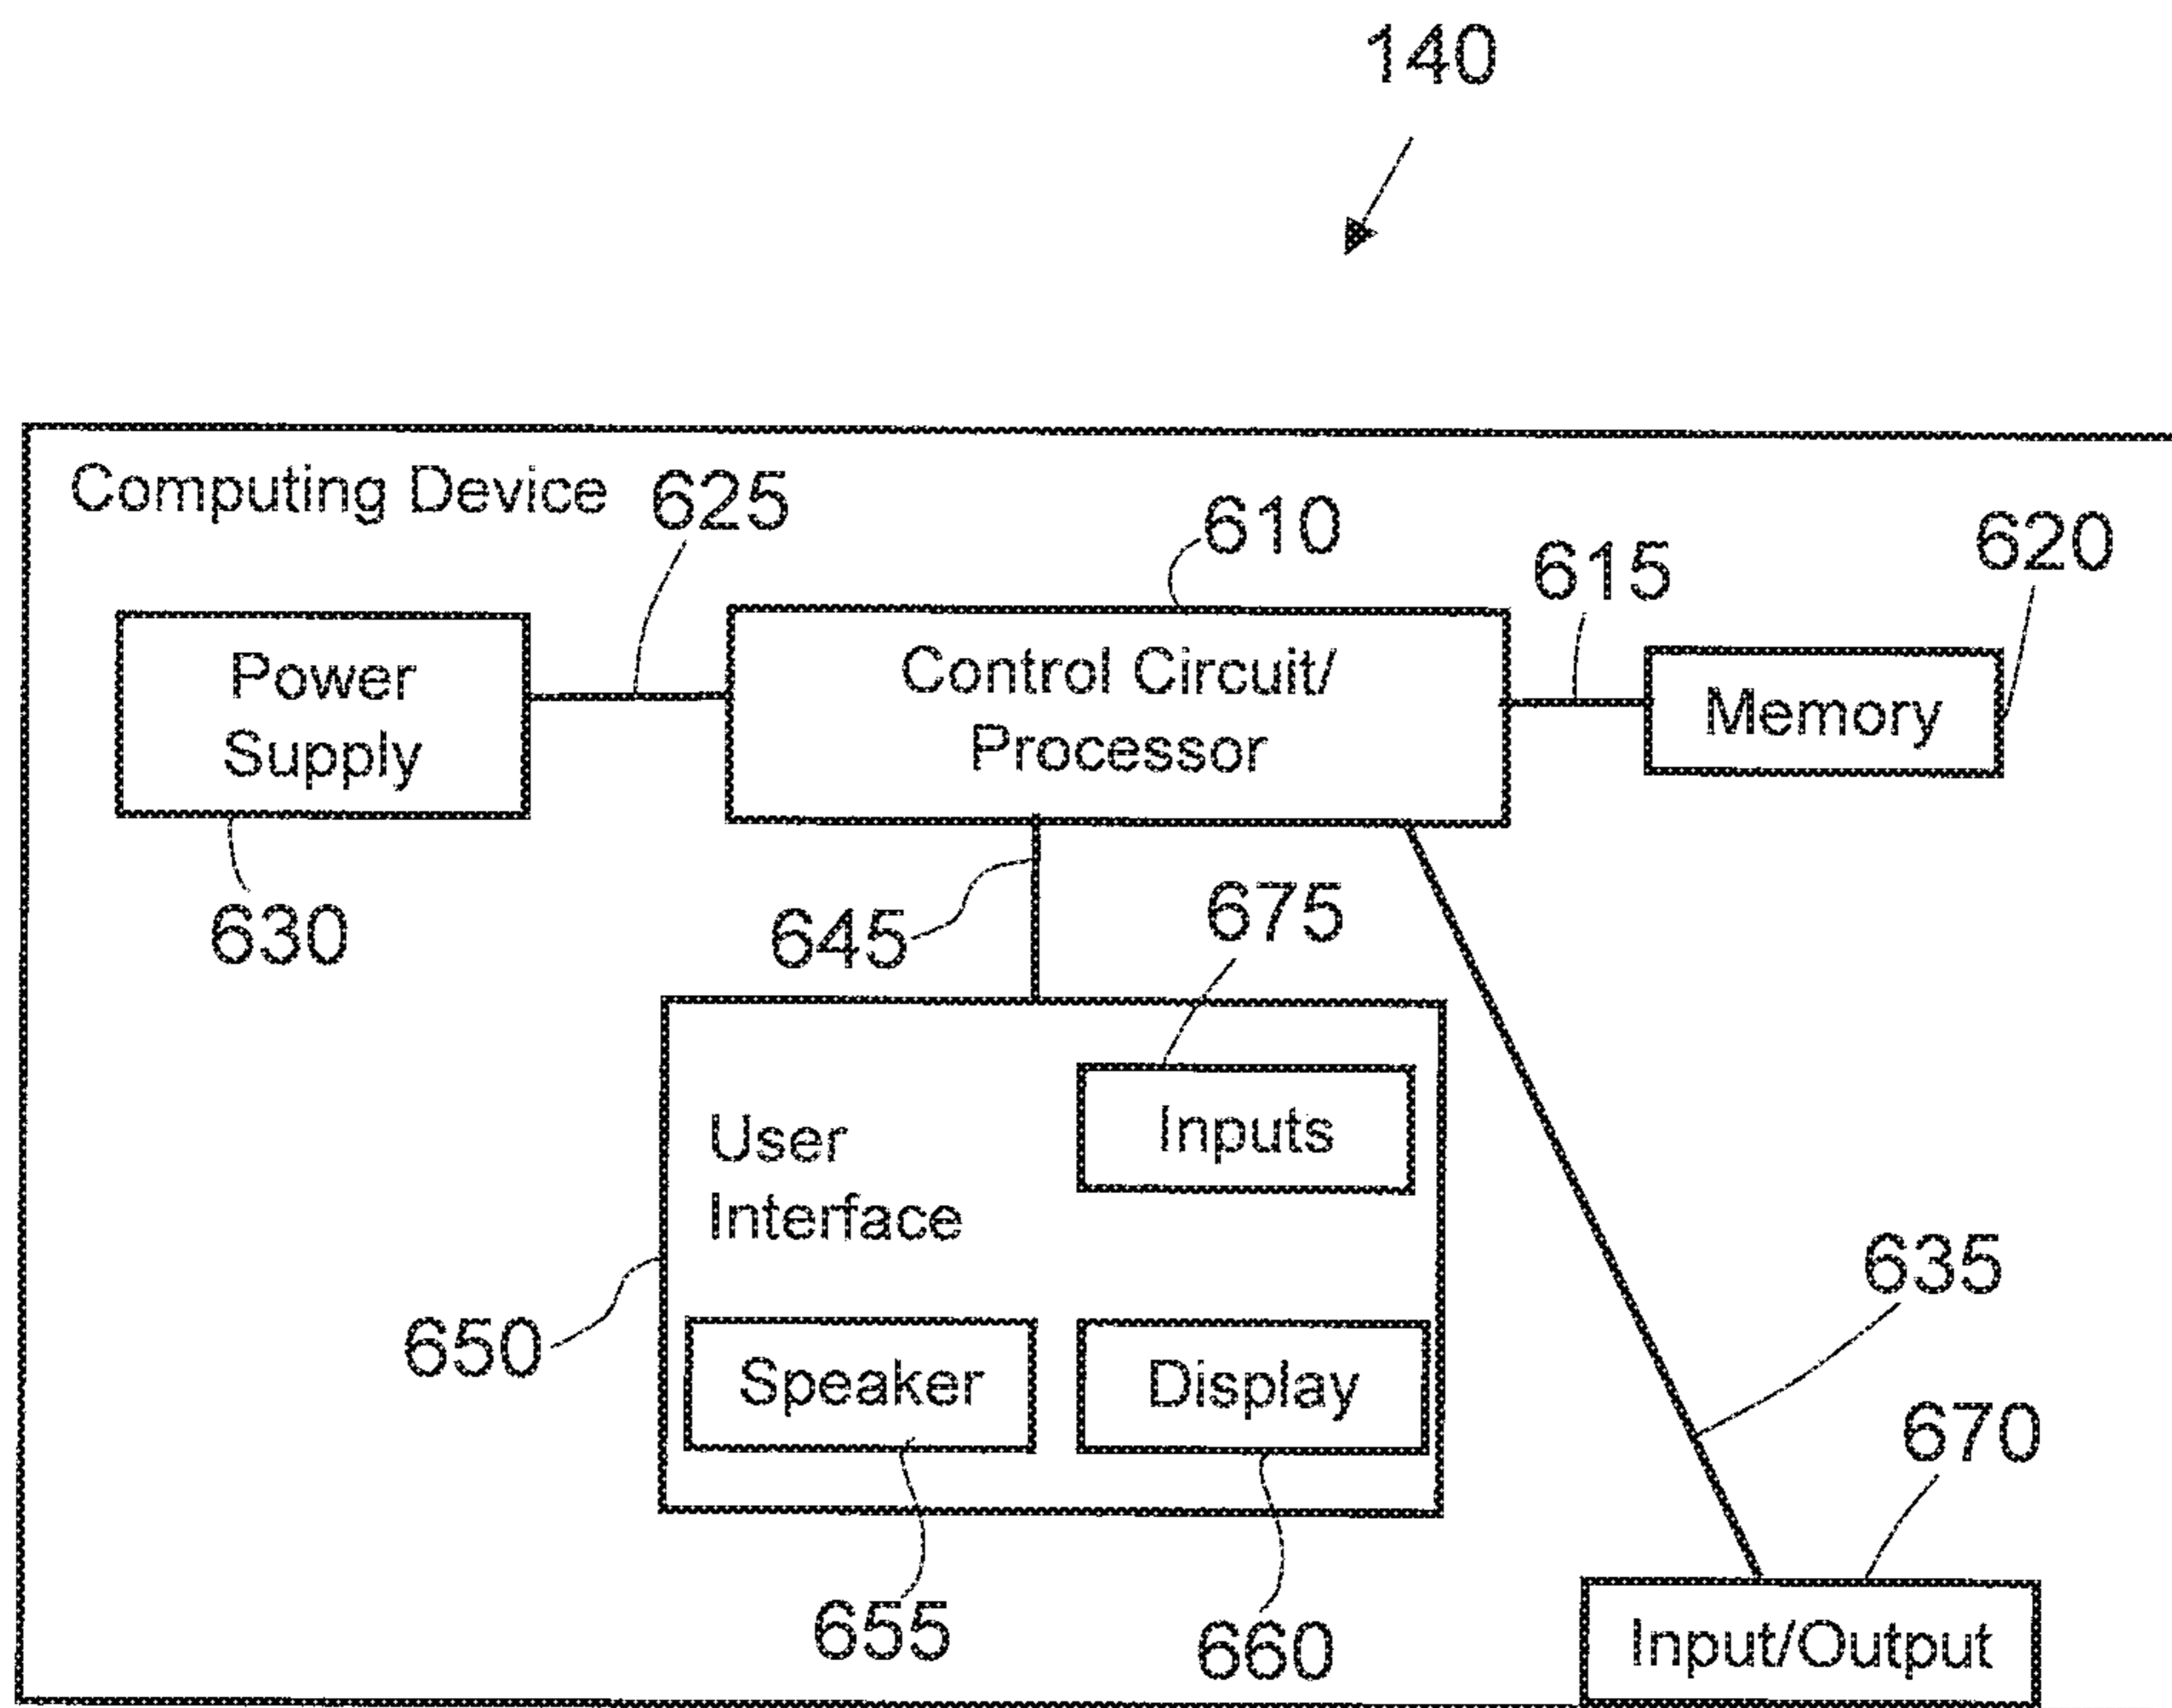 140
Computing Device
625
610
615
620
Power
Supply
Control Circuit/
Processor
Memory
630
645
675
User
Interface
Inputs
635
650
Speaker
Display
670
655
660
Input/Output